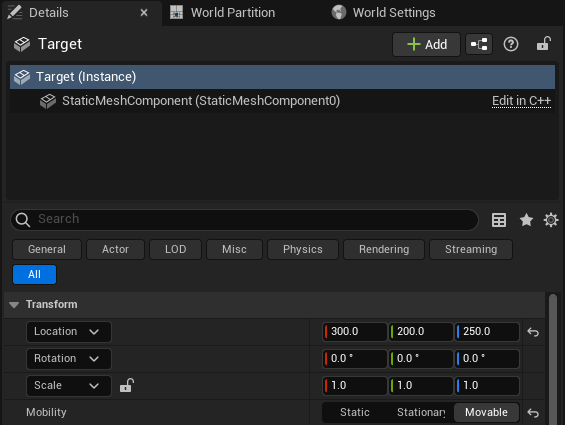 Details World Partition World Settings
Target Add
Target (Instance)
StaticMeshComponent (StaticMeshComponent0) Edit in C++
Search
General Actor LOD Misc Physics Rendering Streaming
All
Transform
Location 300.0 200.0 250.0
Rotation 0.0 ° 0.0 ° 0.0 °
Scale 1.0 1.0 1.0
Mobility Static Stationary Movable